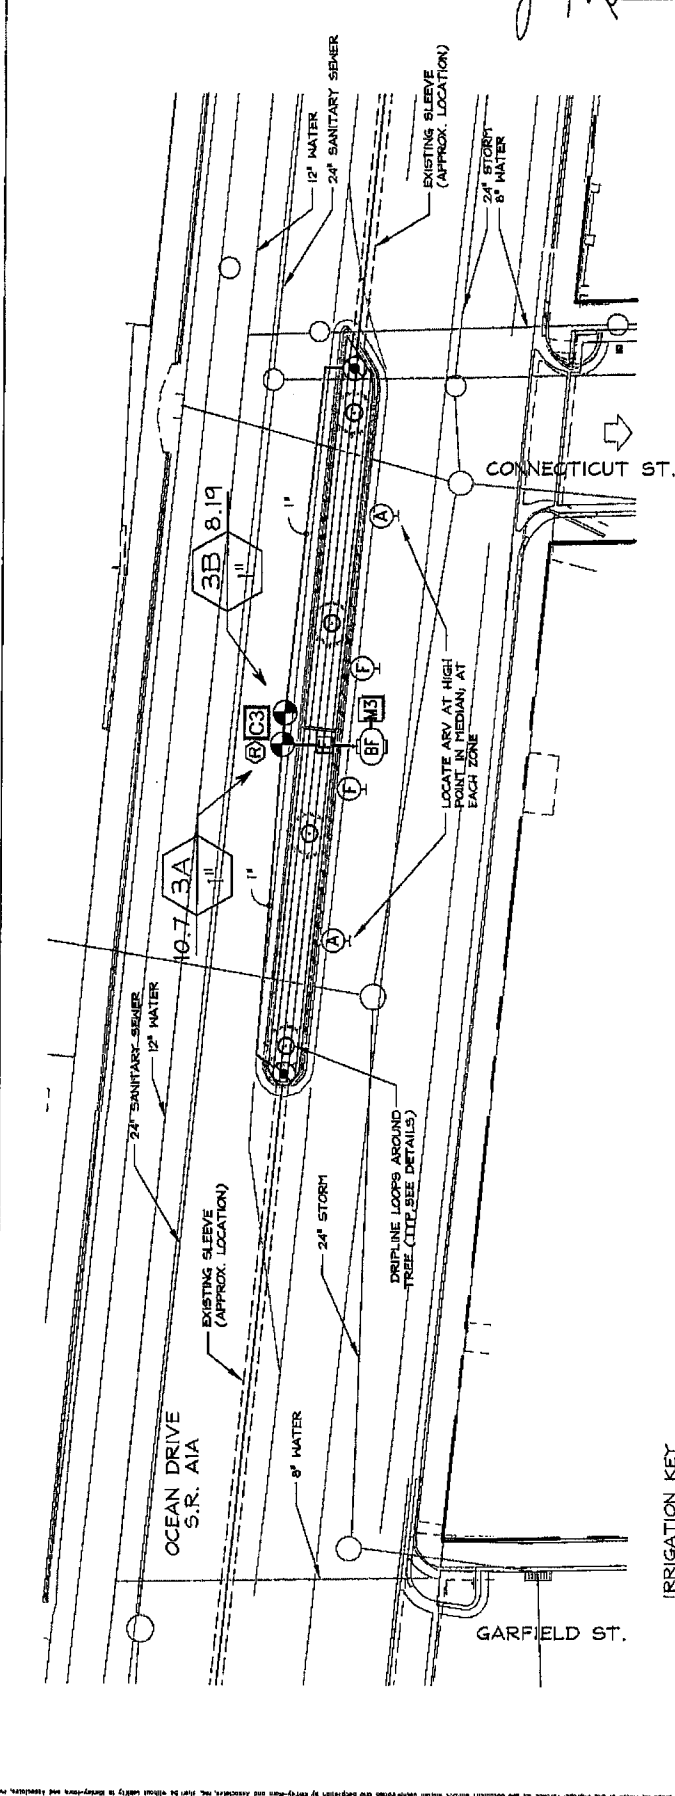 12" WATER
24" SANITARY SEWER
EXISTING SLEEVE
(APPROX. LOCATION)
24" STORM
8" WATER
CONNECTICUT ST.
3B 8.19
1"
1"
A
F
C3
M3
R
BF
F
LOCATE ARV AT HIGH
POINT IN MEDIAN; AT
EACH ZONE
10.7 3A
1"
1"
A
24" SANITARY SEWER
12" WATER
DRIPLINE LOOPS AROUND
TREE (TYP. SEE DETAILS)
EXISTING SLEEVE
(APPROX. LOCATION)
24" STORM
OCEAN DRIVE
S.R. A1A
8" WATER
GARFIELD ST.
IRRIGATION KEY